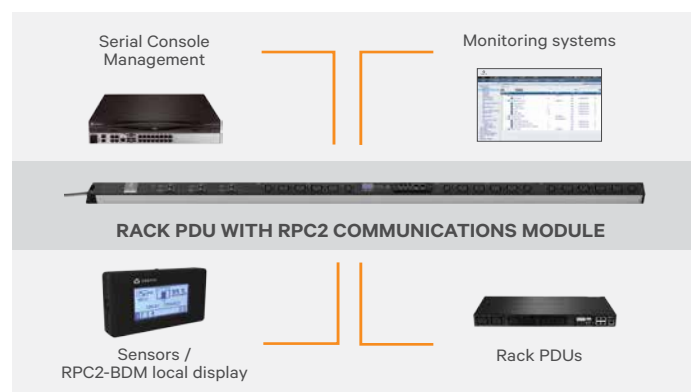 Serial Console
Management
Monitoring systems
RACK PDU WITH RPC2 COMMUNICATIONS MODULE
Sensors /
RPC2-BDM local display
Rack PDUs